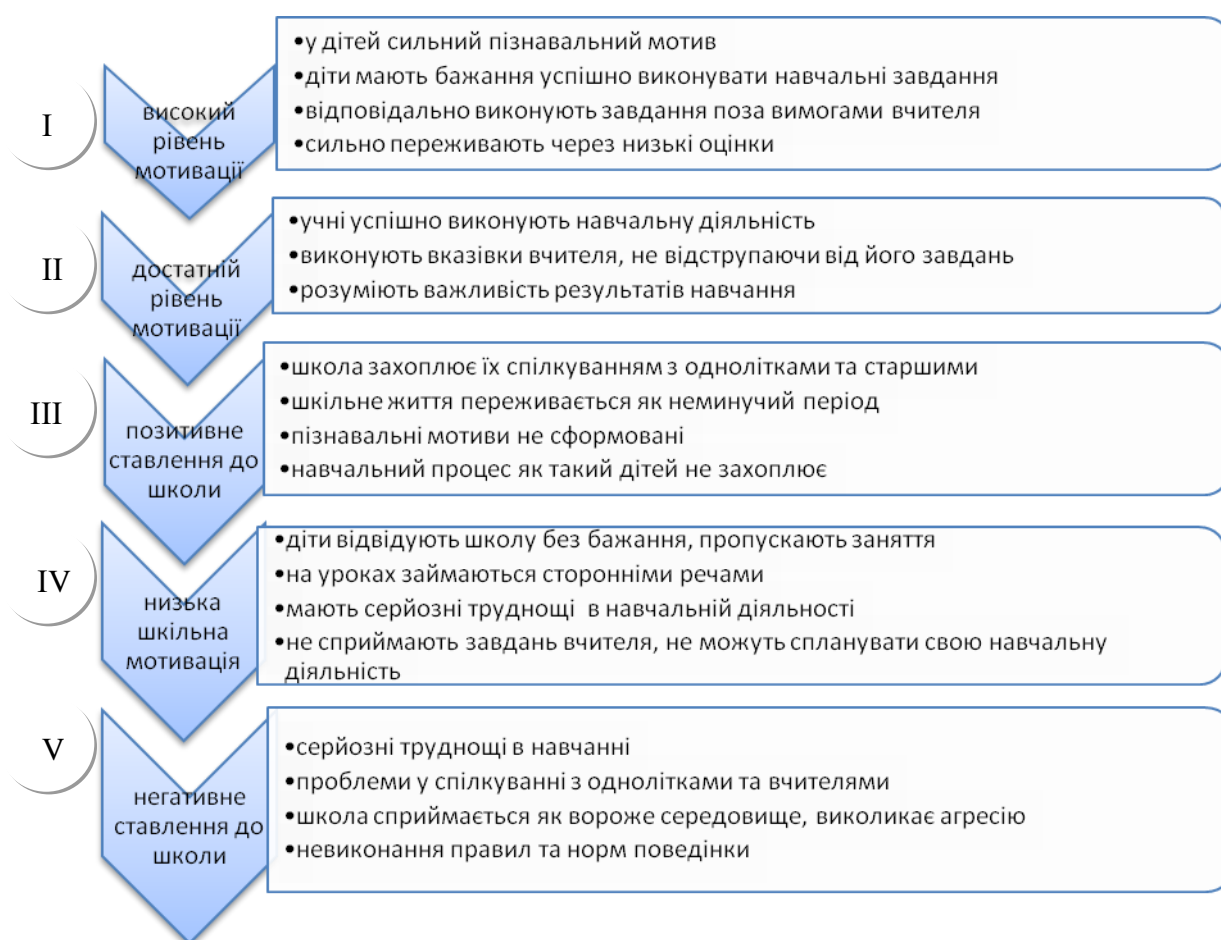 I
високий
рівень
мотивації
•у дітей сильний пізнавальний мотив
•діти мають бажання успішно виконувати навчальні завдання
•відповідально виконують завдання поза вимогами вчителя
•сильно переживають через низькі оцінки
II
достатній
рівень
мотивації
•учні успішно виконують навчальну діяльність
•виконують вказівки вчителя, не відступаючи від його завдань
•розуміють важливість результатів навчання
III
позитивне
ставлення до
школи
•школа захоплює їх спілкуванням з однолітками та старшими
•шкільне життя переживається як неминучий період
•пізнавальні мотиви не сформовані
•навчальний процес як такий дітей не захоплює
IV
низька
шкільна
мотивація
•діти відвідують школу без бажання, пропускають заняття
•на уроках займаються сторонніми речами
•мають серйозні труднощі в навчальній діяльності
•не сприймають завдань вчителя, не можуть спланувати свою навчальну
діяльність
V
негативне
ставлення до
школи
•серйозні труднощі в навчанні
•проблеми у спілкуванні з однолітками та вчителями
•школа сприймається як вороже середовище, виколикає агресію
•невиконання правил та норм поведінки